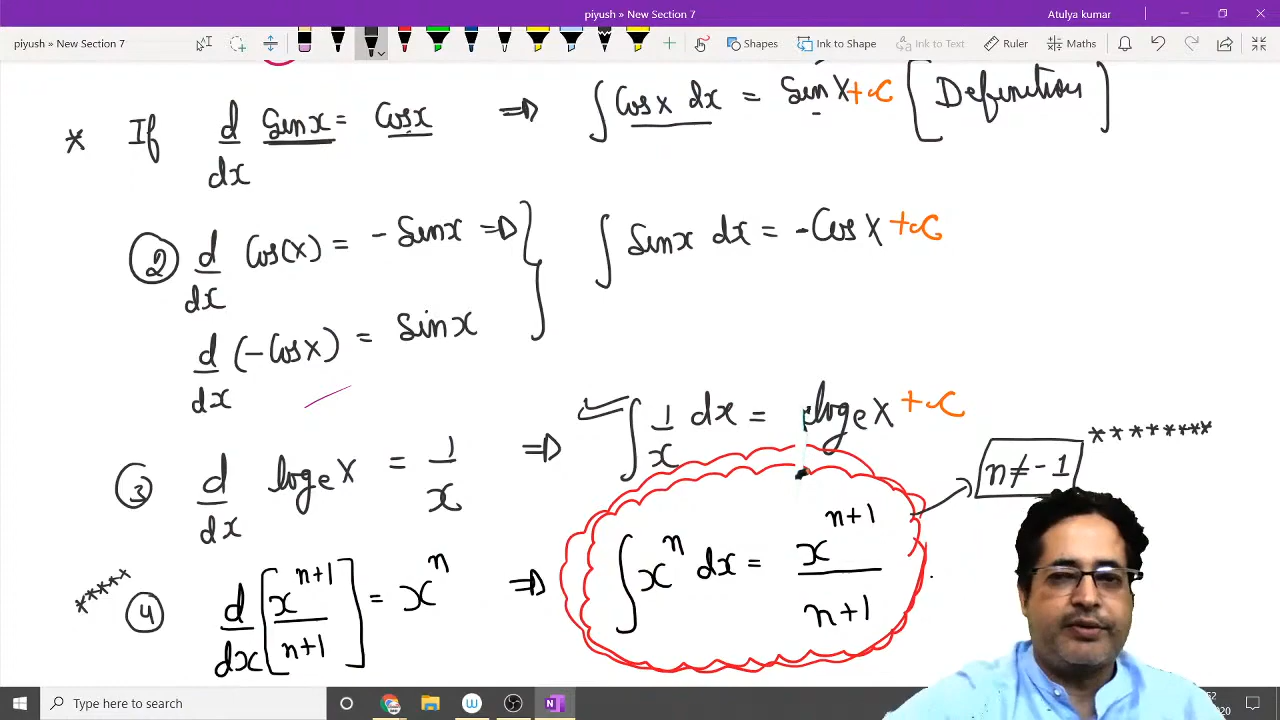 piyush » New Section 7
Atulya kumar
piyush » New Section 7
Shapes
Ink to Shape
Ink to Text
Ruler
Maths
* If d/dx Sinx = Cosx ⇒ ∫ Cosx dx = Sinx + C [Definition]
② d/dx Cos(x) = - Sinx ⇒ } ∫ Sinx dx = - Cosx + C
d/dx (-Cosx) = Sinx
③ d/dx logex = 1/x ⇒ ∫ 1/x dx = logex + C
n≠-1 ********
***** ④ d/dx [x^(n+1)/(n+1)] = x^n ⇒ ∫ x^n dx = x^(n+1)/(n+1)
Type here to search